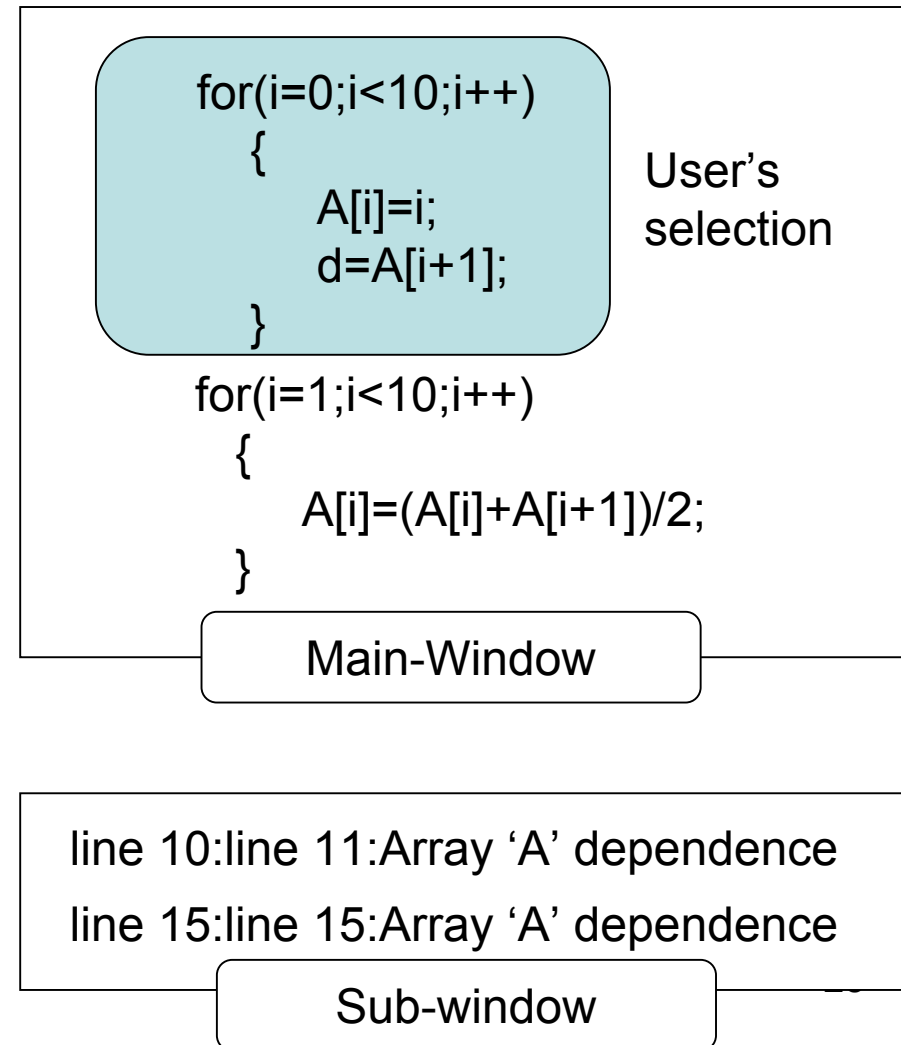 for(i=0;i<10;i++)
{
A[i]=i;
d=A[i+1];
}
User’s
selection
for(i=1;i<10;i++)
{
A[i]=(A[i]+A[i+1])/2;
}
Main-Window
line 10:line 11:Array ‘A’ dependence
line 15:line 15:Array ‘A’ dependence
Sub-window